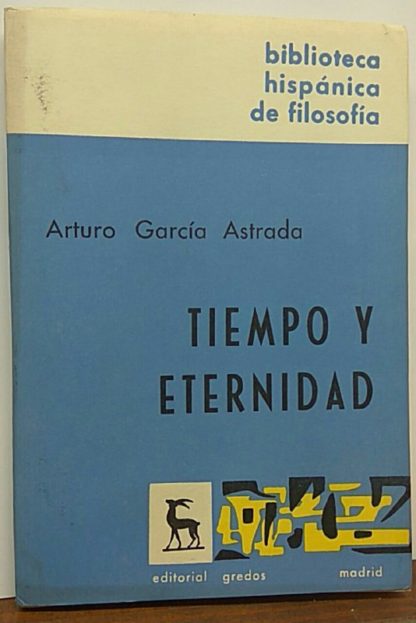 biblioteca
hispánica
de filosofía
Arturo García Astrada
TIEMPO Y
ETERNIDAD
editorial gredos madrid